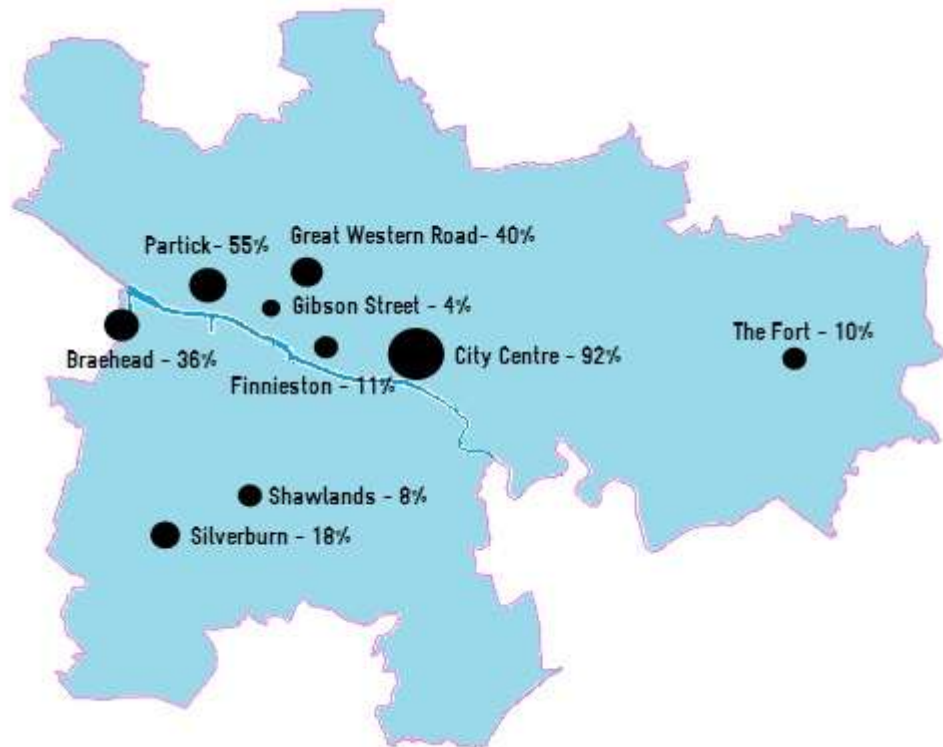 Great Western Road- 40%
Partick- 55%
Gibson Street - 4%
The Fort - 10%
Braehead - 36%
City Centre - 92%
Finnieston - 11%
Shawlands - 8%
Silverburn - 18%